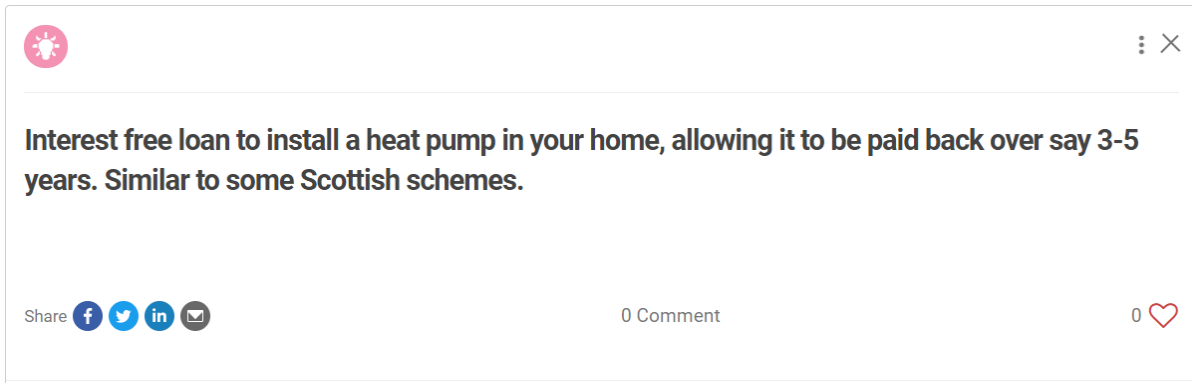 Interest free loan to install a heat pump in your home, allowing it to be paid back over say 3-5
years. Similar to some Scottish schemes.
Share f in 0 Comment 0